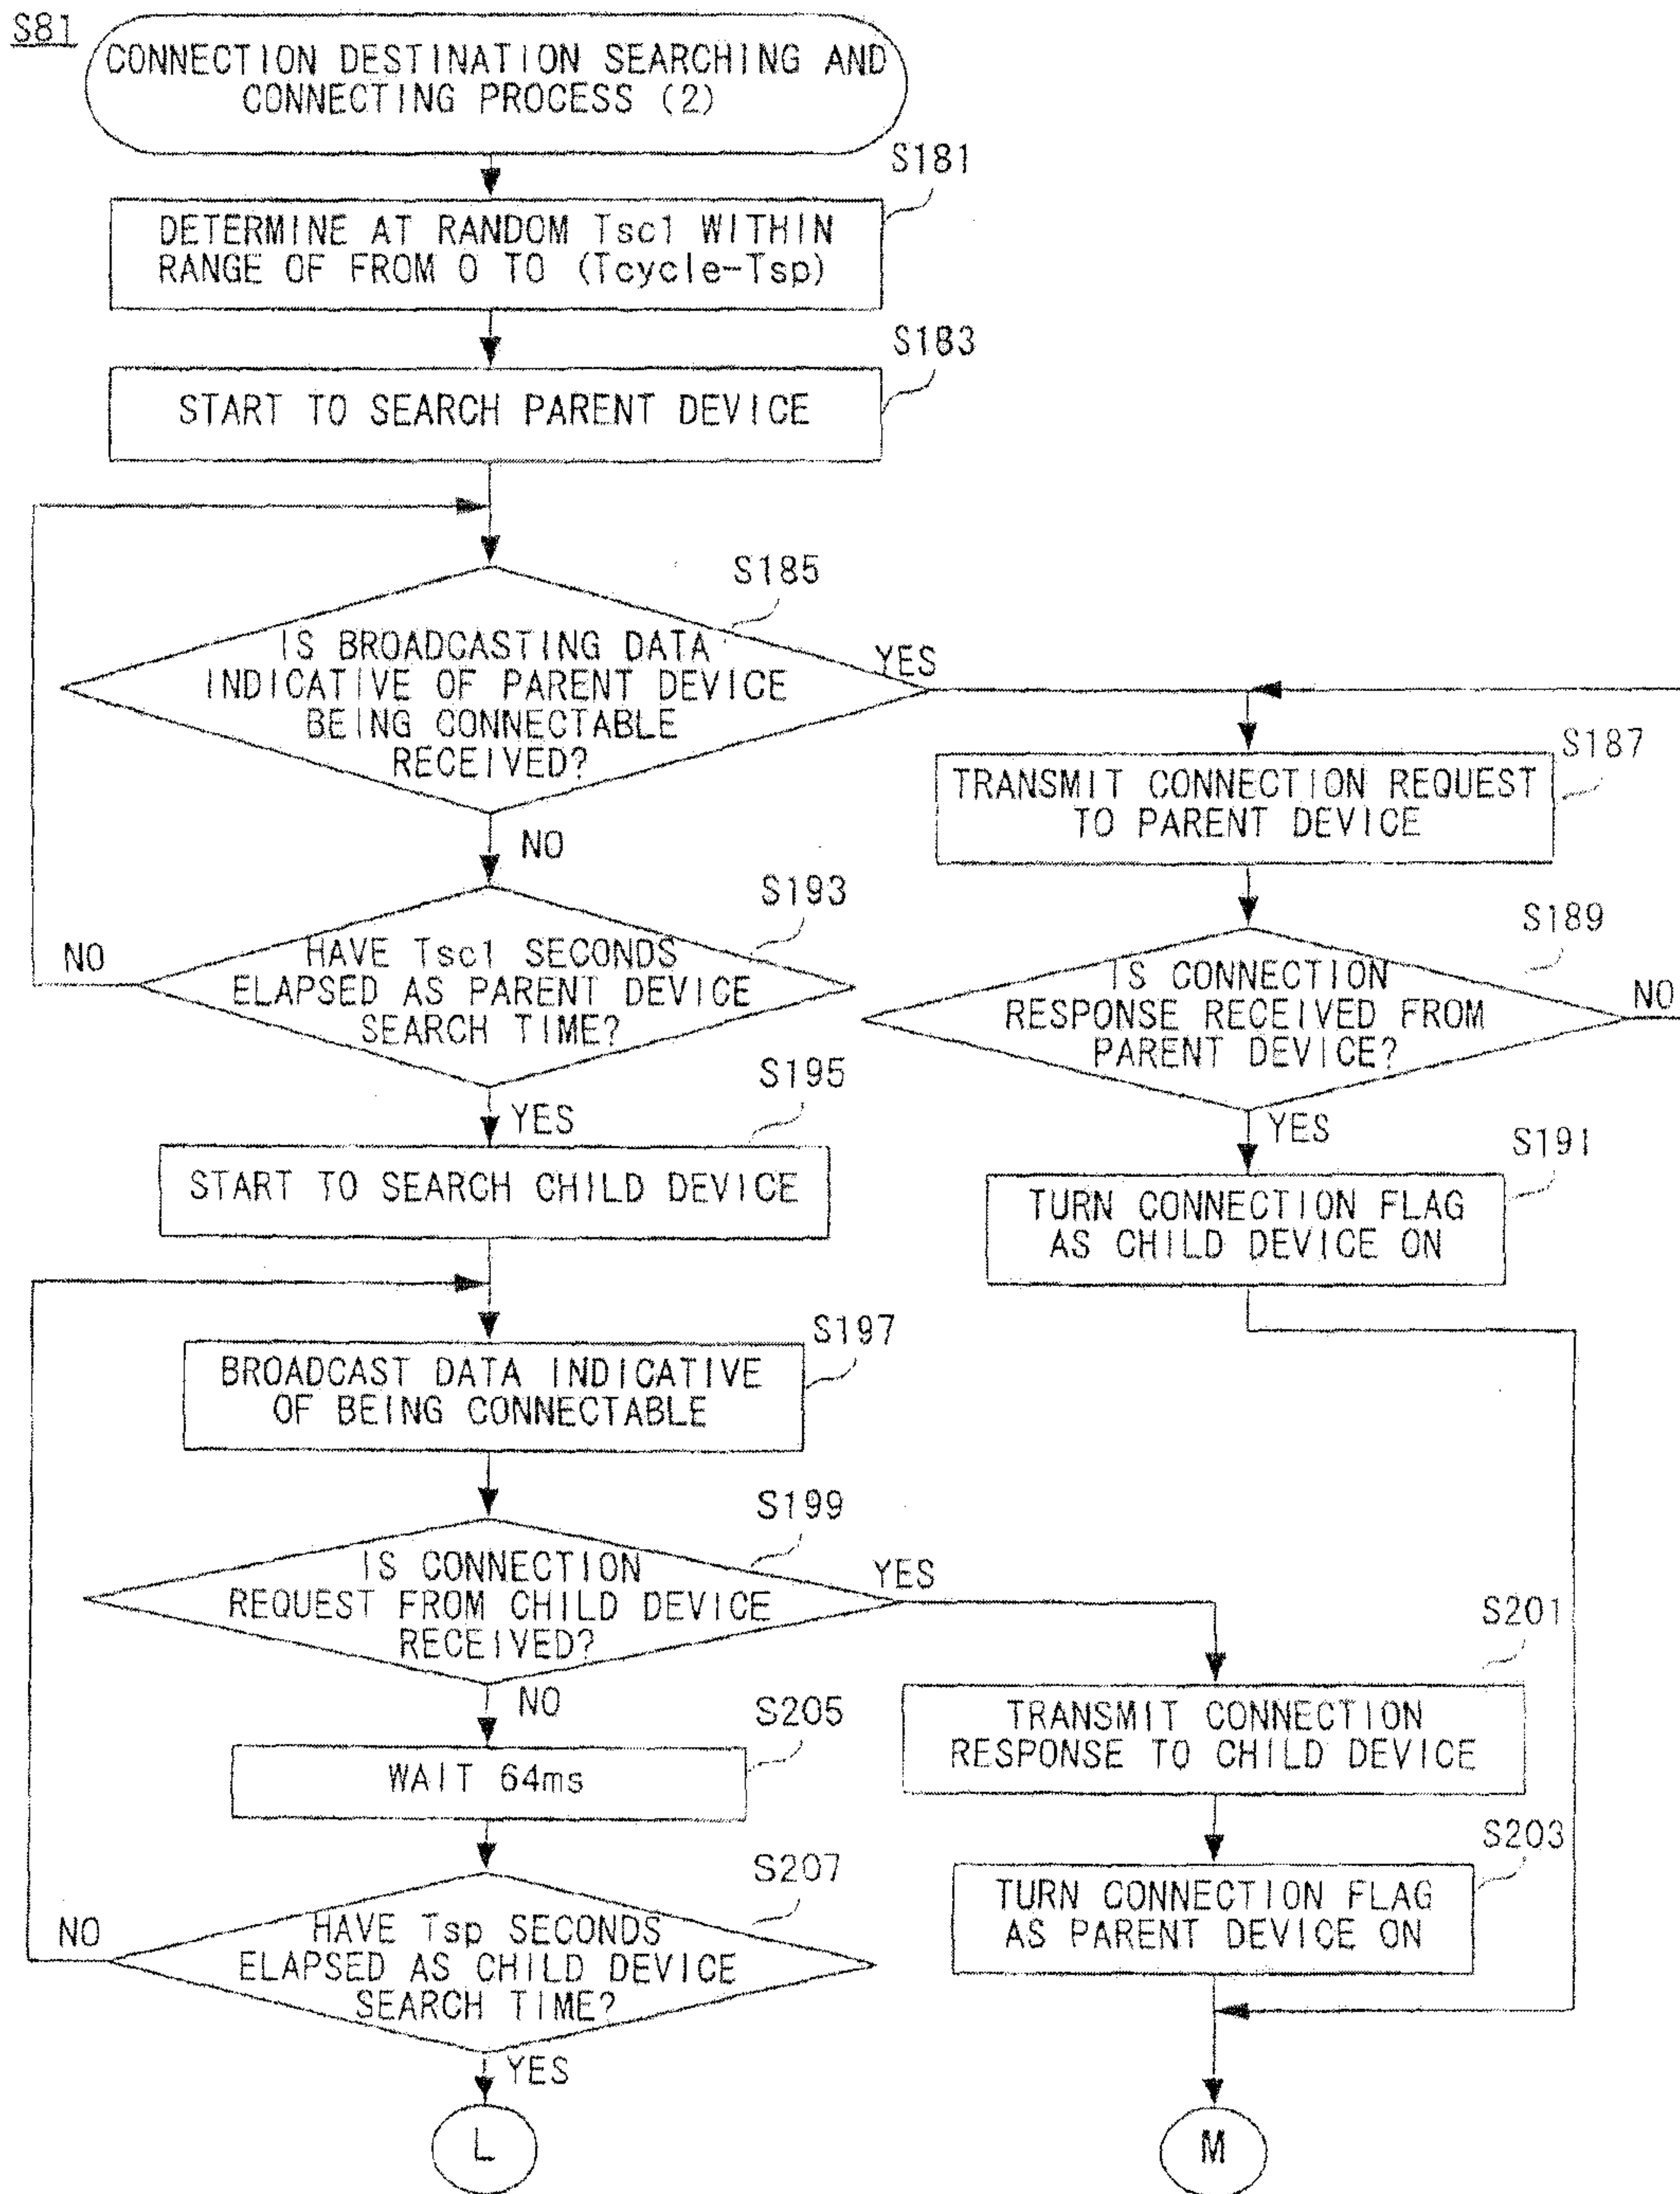 S81
CONNECTION DESTINATION SEARCHING AND
CONNECTING PROCESS (2)
S181
DETERMINE AT RANDOM Tsc1 WITHIN
RANGE OF FROM 0 TO (Tcycle-Tsp)
S183
START TO SEARCH PARENT DEVICE
S185
IS BROADCASTING DATA
INDICATIVE OF PARENT DEVICE
BEING CONNECTABLE
RECEIVED?
YES
NO
S187
TRANSMIT CONNECTION REQUEST
TO PARENT DEVICE
S193
HAVE Tsc1 SECONDS
ELAPSED AS PARENT DEVICE
SEARCH TIME?
NO
YES
S189
IS CONNECTION
RESPONSE RECEIVED FROM
PARENT DEVICE?
NO
YES
S195
START TO SEARCH CHILD DEVICE
S191
TURN CONNECTION FLAG
AS CHILD DEVICE ON
S197
BROADCAST DATA INDICATIVE
OF BEING CONNECTABLE
S199
IS CONNECTION
REQUEST FROM CHILD DEVICE
RECEIVED?
YES
NO
S201
TRANSMIT CONNECTION
RESPONSE TO CHILD DEVICE
S205
WAIT 64ms
S203
TURN CONNECTION FLAG
AS PARENT DEVICE ON
S207
HAVE Tsp SECONDS
ELAPSED AS CHILD DEVICE
SEARCH TIME?
NO
YES
L
M